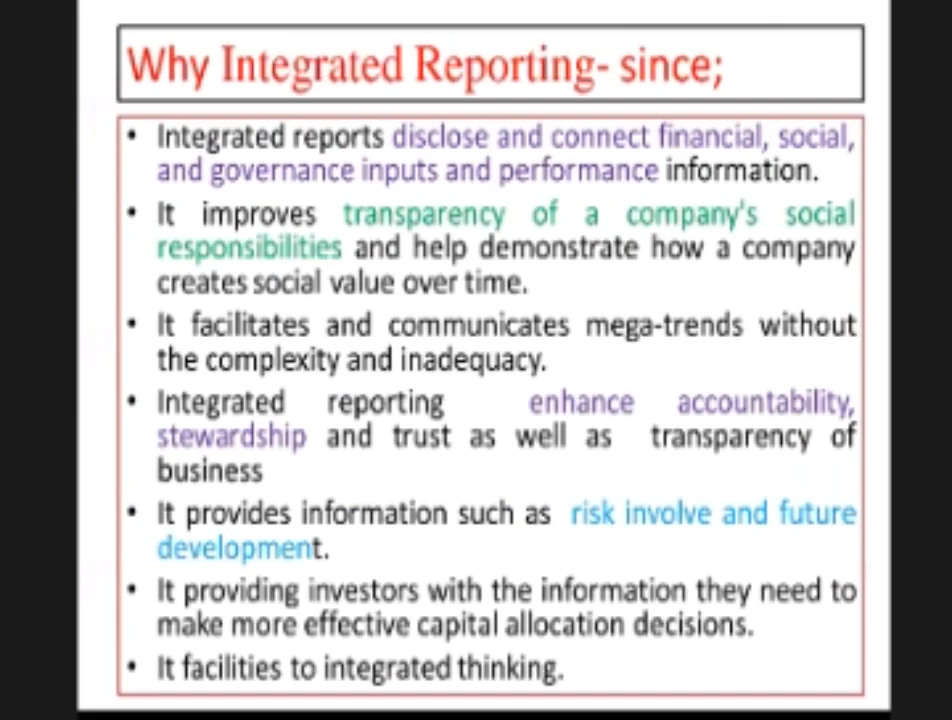 Why Integrated Reporting- since;
• Integrated reports disclose and connect financial, social,
and governance inputs and performance information.
• It improves transparency of a company's social
responsibilities and help demonstrate how a company
creates social value over time.
• It facilitates and communicates mega-trends without
the complexity and inadequacy.
• Integrated reporting enhance accountability,
stewardship and trust as well as transparency of
business
• It provides information such as risk involve and future
development.
• It providing investors with the information they need to
make more effective capital allocation decisions.
• It facilities to integrated thinking.